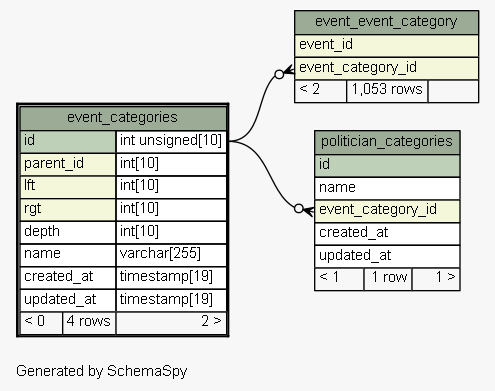 event_event_category
event_id
event_category_id
< 2 1,053 rows
event_categories
id int unsigned[10]
parent_id int[10]
lft int[10]
rgt int[10]
depth int[10]
name varchar[255]
created_at timestamp[19]
updated_at timestamp[19]
< 0 4 rows 2 >
politician_categories
id
name
event_category_id
created_at
updated_at
< 1 1 row 1 >
Generated by SchemaSpy